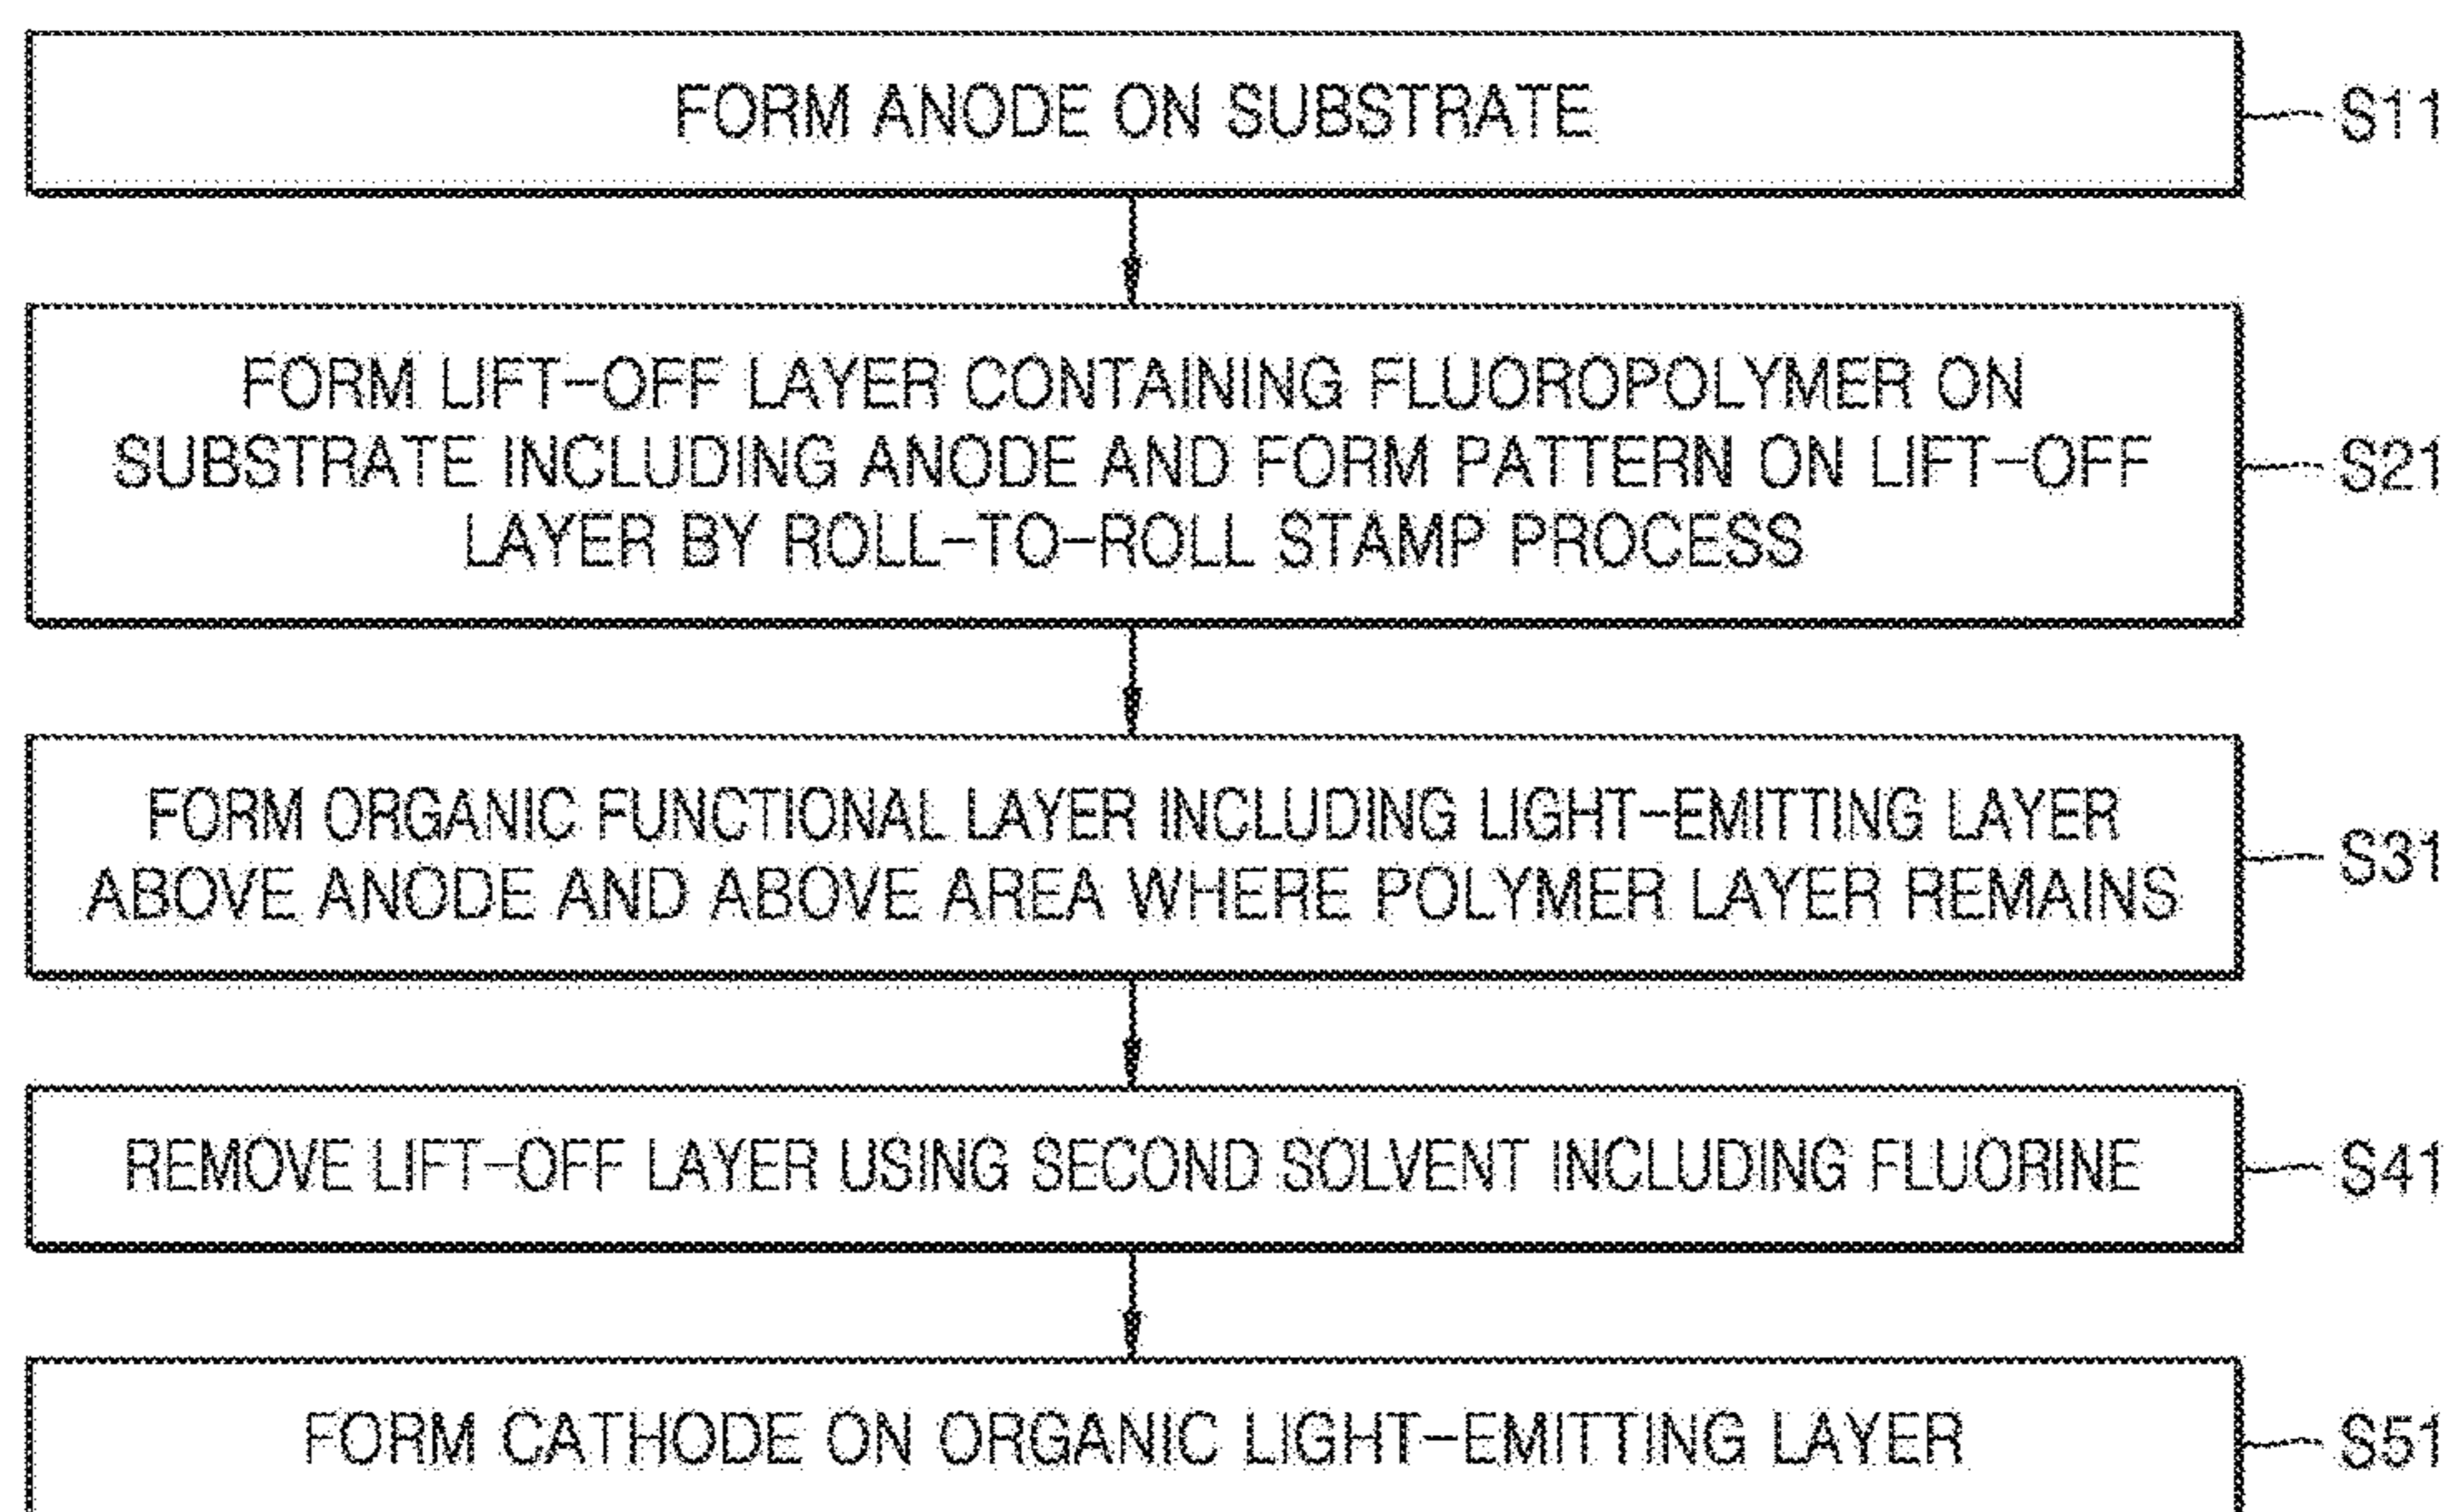 FORM ANODE ON SUBSTRATE
S11
FORM LIFT-OFF LAYER CONTAINING FLUOROPOLYMER ON
SUBSTRATE INCLUDING ANODE AND FORM PATTERN ON LIFT-OFF
LAYER BY ROLL-TO-ROLL STAMP PROCESS
S21
FORM ORGANIC FUNCTIONAL LAYER INCLUDING LIGHT-EMITTING LAYER
ABOVE ANODE AND ABOVE AREA WHERE POLYMER LAYER REMAINS
S31
REMOVE LIFT-OFF LAYER USING SECOND SOLVENT INCLUDING FLUORINE
S41
FORM CATHODE ON ORGANIC LIGHT-EMITTING LAYER
S51